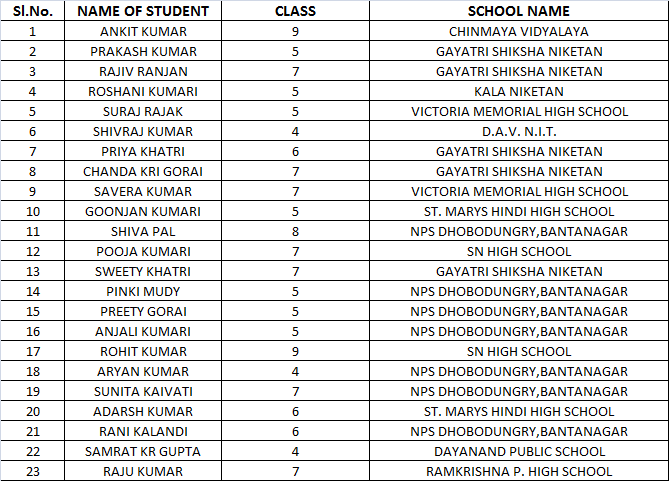 Sl.No. NAME OF STUDENT CLASS SCHOOL NAME
1 ANKIT KUMAR 9 CHINMAYA VIDYALAYA
2 PRAKASH KUMAR 5 GAYATRI SHIKSHA NIKETAN
3 RAJIV RANJAN 7 GAYATRI SHIKSHA NIKETAN
4 ROSHANI KUMARI 5 KALA NIKETAN
5 SURAJ RAJAK 5 VICTORIA MEMORIAL HIGH SCHOOL
6 SHIVRAJ KUMAR 4 D.A.V. N.I.T.
7 PRIYA KHATRI 6 GAYATRI SHIKSHA NIKETAN
8 CHANDA KRI GORAI 7 GAYATRI SHIKSHA NIKETAN
9 SAVERA KUMAR 7 VICTORIA MEMORIAL HIGH SCHOOL
10 GOONJAN KUMARI 5 ST. MARYS HINDI HIGH SCHOOL
11 SHIVA PAL 8 NPS DHOBODUNGRY,BANTANAGAR
12 POOJA KUMARI 7 SN HIGH SCHOOL
13 SWEETY KHATRI 7 GAYATRI SHIKSHA NIKETAN
14 PINKI MUDY 5 NPS DHOBODUNGRY,BANTANAGAR
15 PREETY GORAI 5 NPS DHOBODUNGRY,BANTANAGAR
16 ANJALI KUMARI 5 NPS DHOBODUNGRY,BANTANAGAR
17 ROHIT KUMAR 9 SN HIGH SCHOOL
18 ARYAN KUMAR 4 NPS DHOBODUNGRY,BANTANAGAR
19 SUNITA KAIVATI 7 NPS DHOBODUNGRY,BANTANAGAR
20 ADARSH KUMAR 6 ST. MARYS HINDI HIGH SCHOOL
21 RANI KALANDI 6 NPS DHOBODUNGRY,BANTANAGAR
22 SAMRAT KR GUPTA 4 DAYANAND PUBLIC SCHOOL
23 RAJU KUMAR 7 RAMKRISHNA P. HIGH SCHOOL